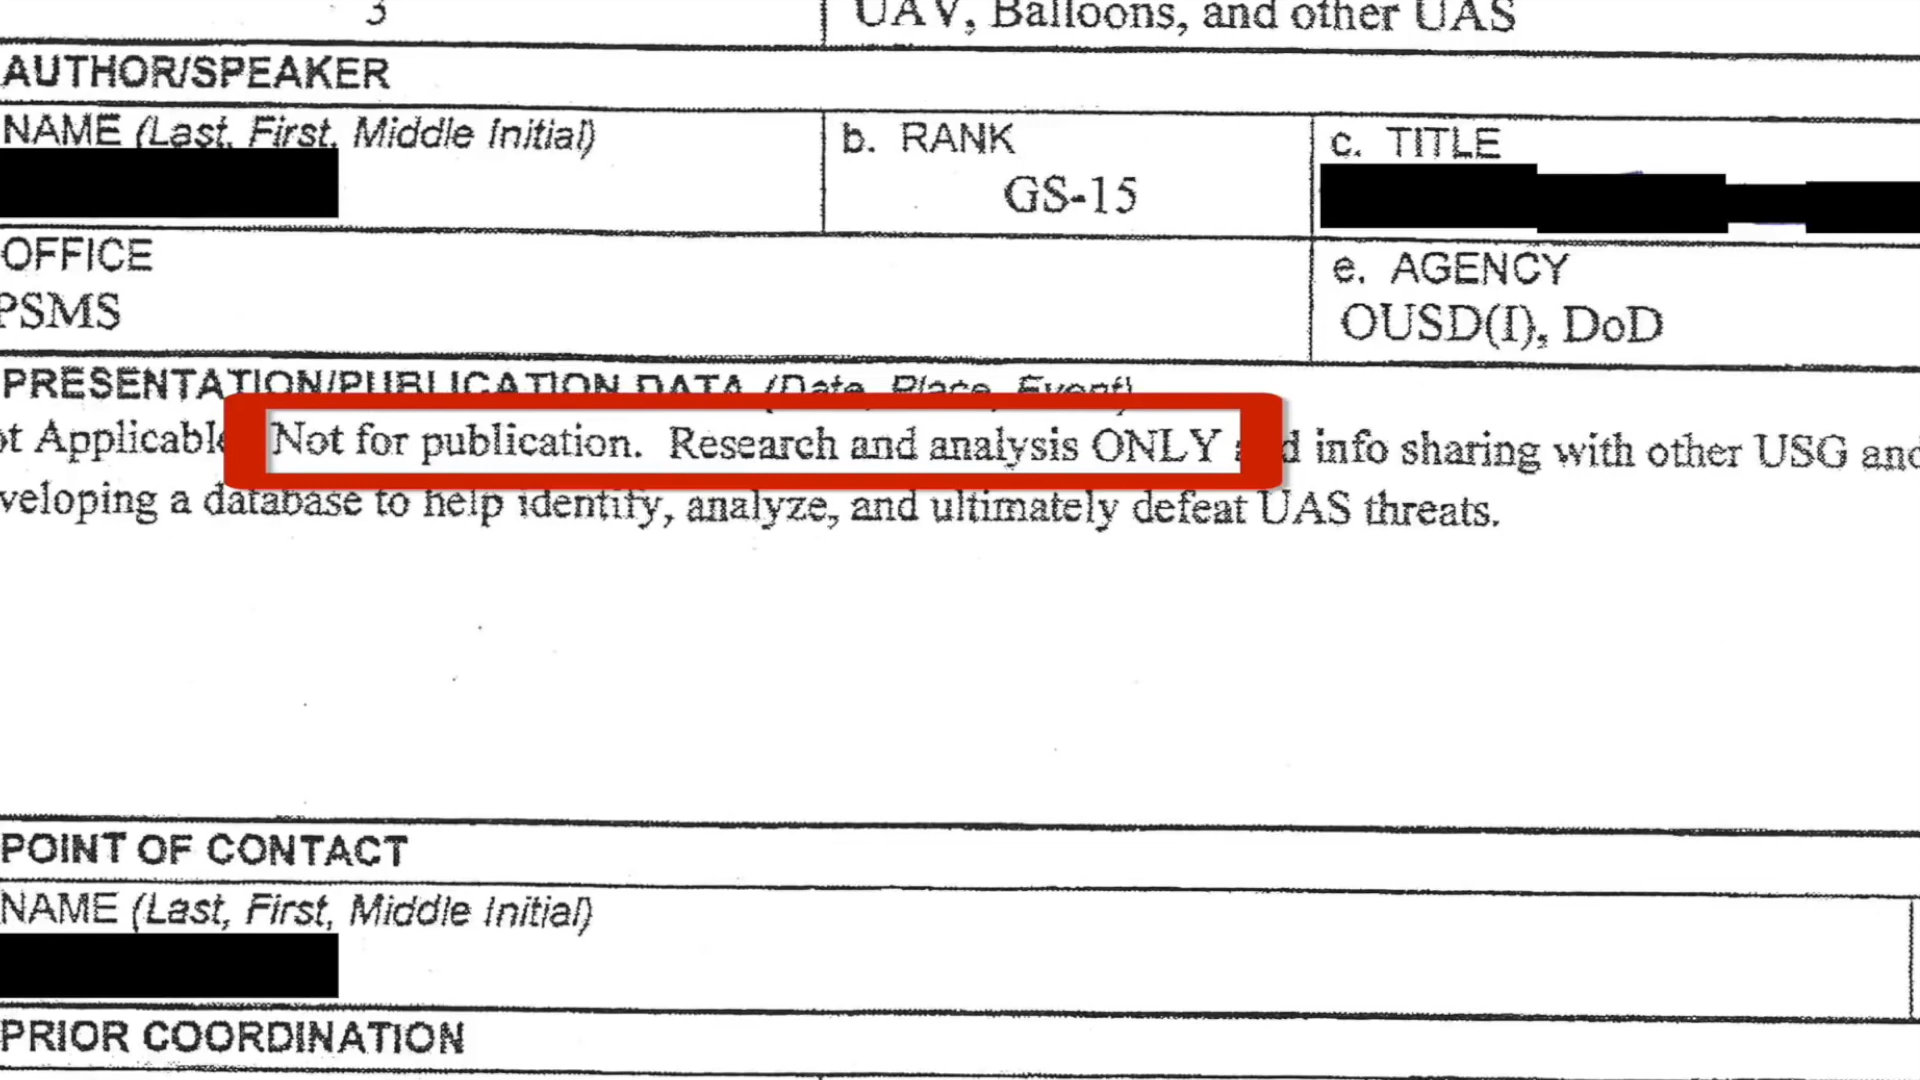 3 UAV, Balloons, and other UAS
AUTHOR/SPEAKER
NAME (Last, First, Middle Initial) b. RANK c. TITLE
GS-15
OFFICE e. AGENCY
PSMS OUSD(I), DoD
PRESENTATION/PUBLICATION DATA (Date, Place, Event)
ot Applicable Not for publication. Research and analysis ONLY and info sharing with other USG and
veloping a database to help identify, analyze, and ultimately defeat UAS threats.
POINT OF CONTACT
NAME (Last, First, Middle Initial)
PRIOR COORDINATION